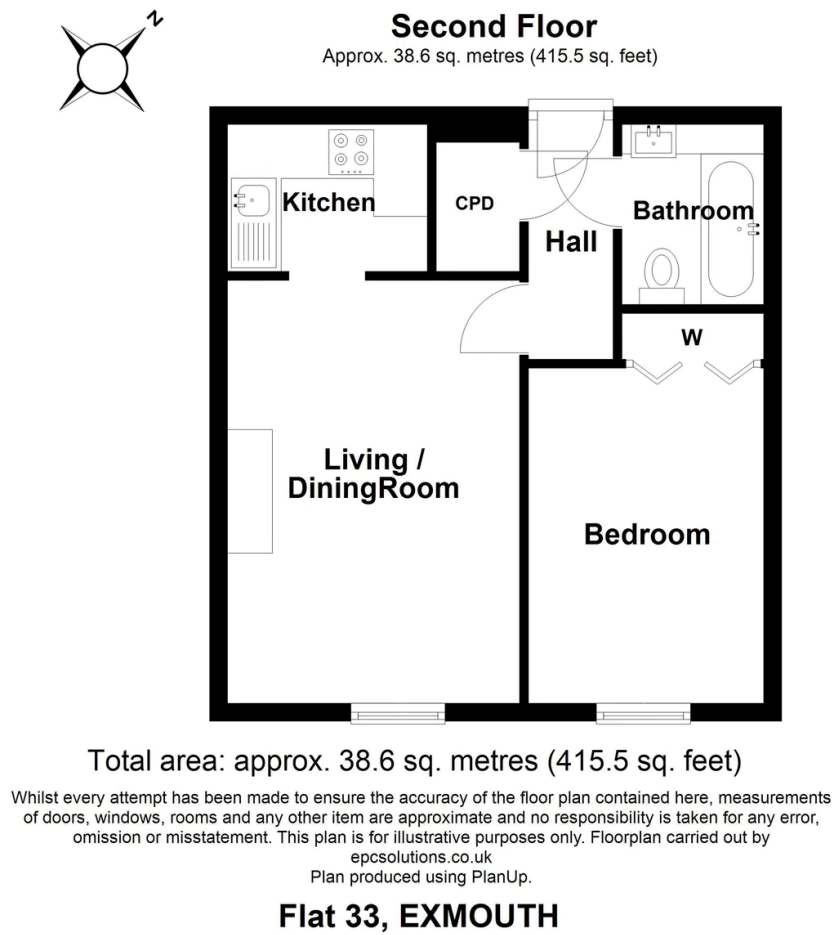 N
Second Floor
Approx. 38.6 sq. metres (415.5 sq. feet)
Kitchen
CPD
Hall
Bathroom
W
Living /
DiningRoom
Bedroom
Total area: approx. 38.6 sq. metres (415.5 sq. feet)
Whilst every attempt has been made to ensure the accuracy of the floor plan contained here, measurements
of doors, windows, rooms and any other item are approximate and no responsibility is taken for any error,
omission or misstatement. This plan is for illustrative purposes only. Floorplan carried out by
epcsolutions.co.uk
Plan produced using PlanUp.
Flat 33, EXMOUTH